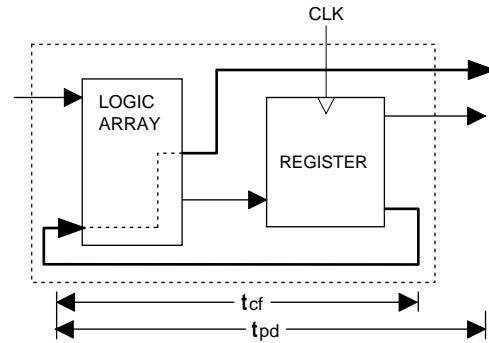 CLK
LOGIC
ARRAY
REGISTER
tcf
tpd